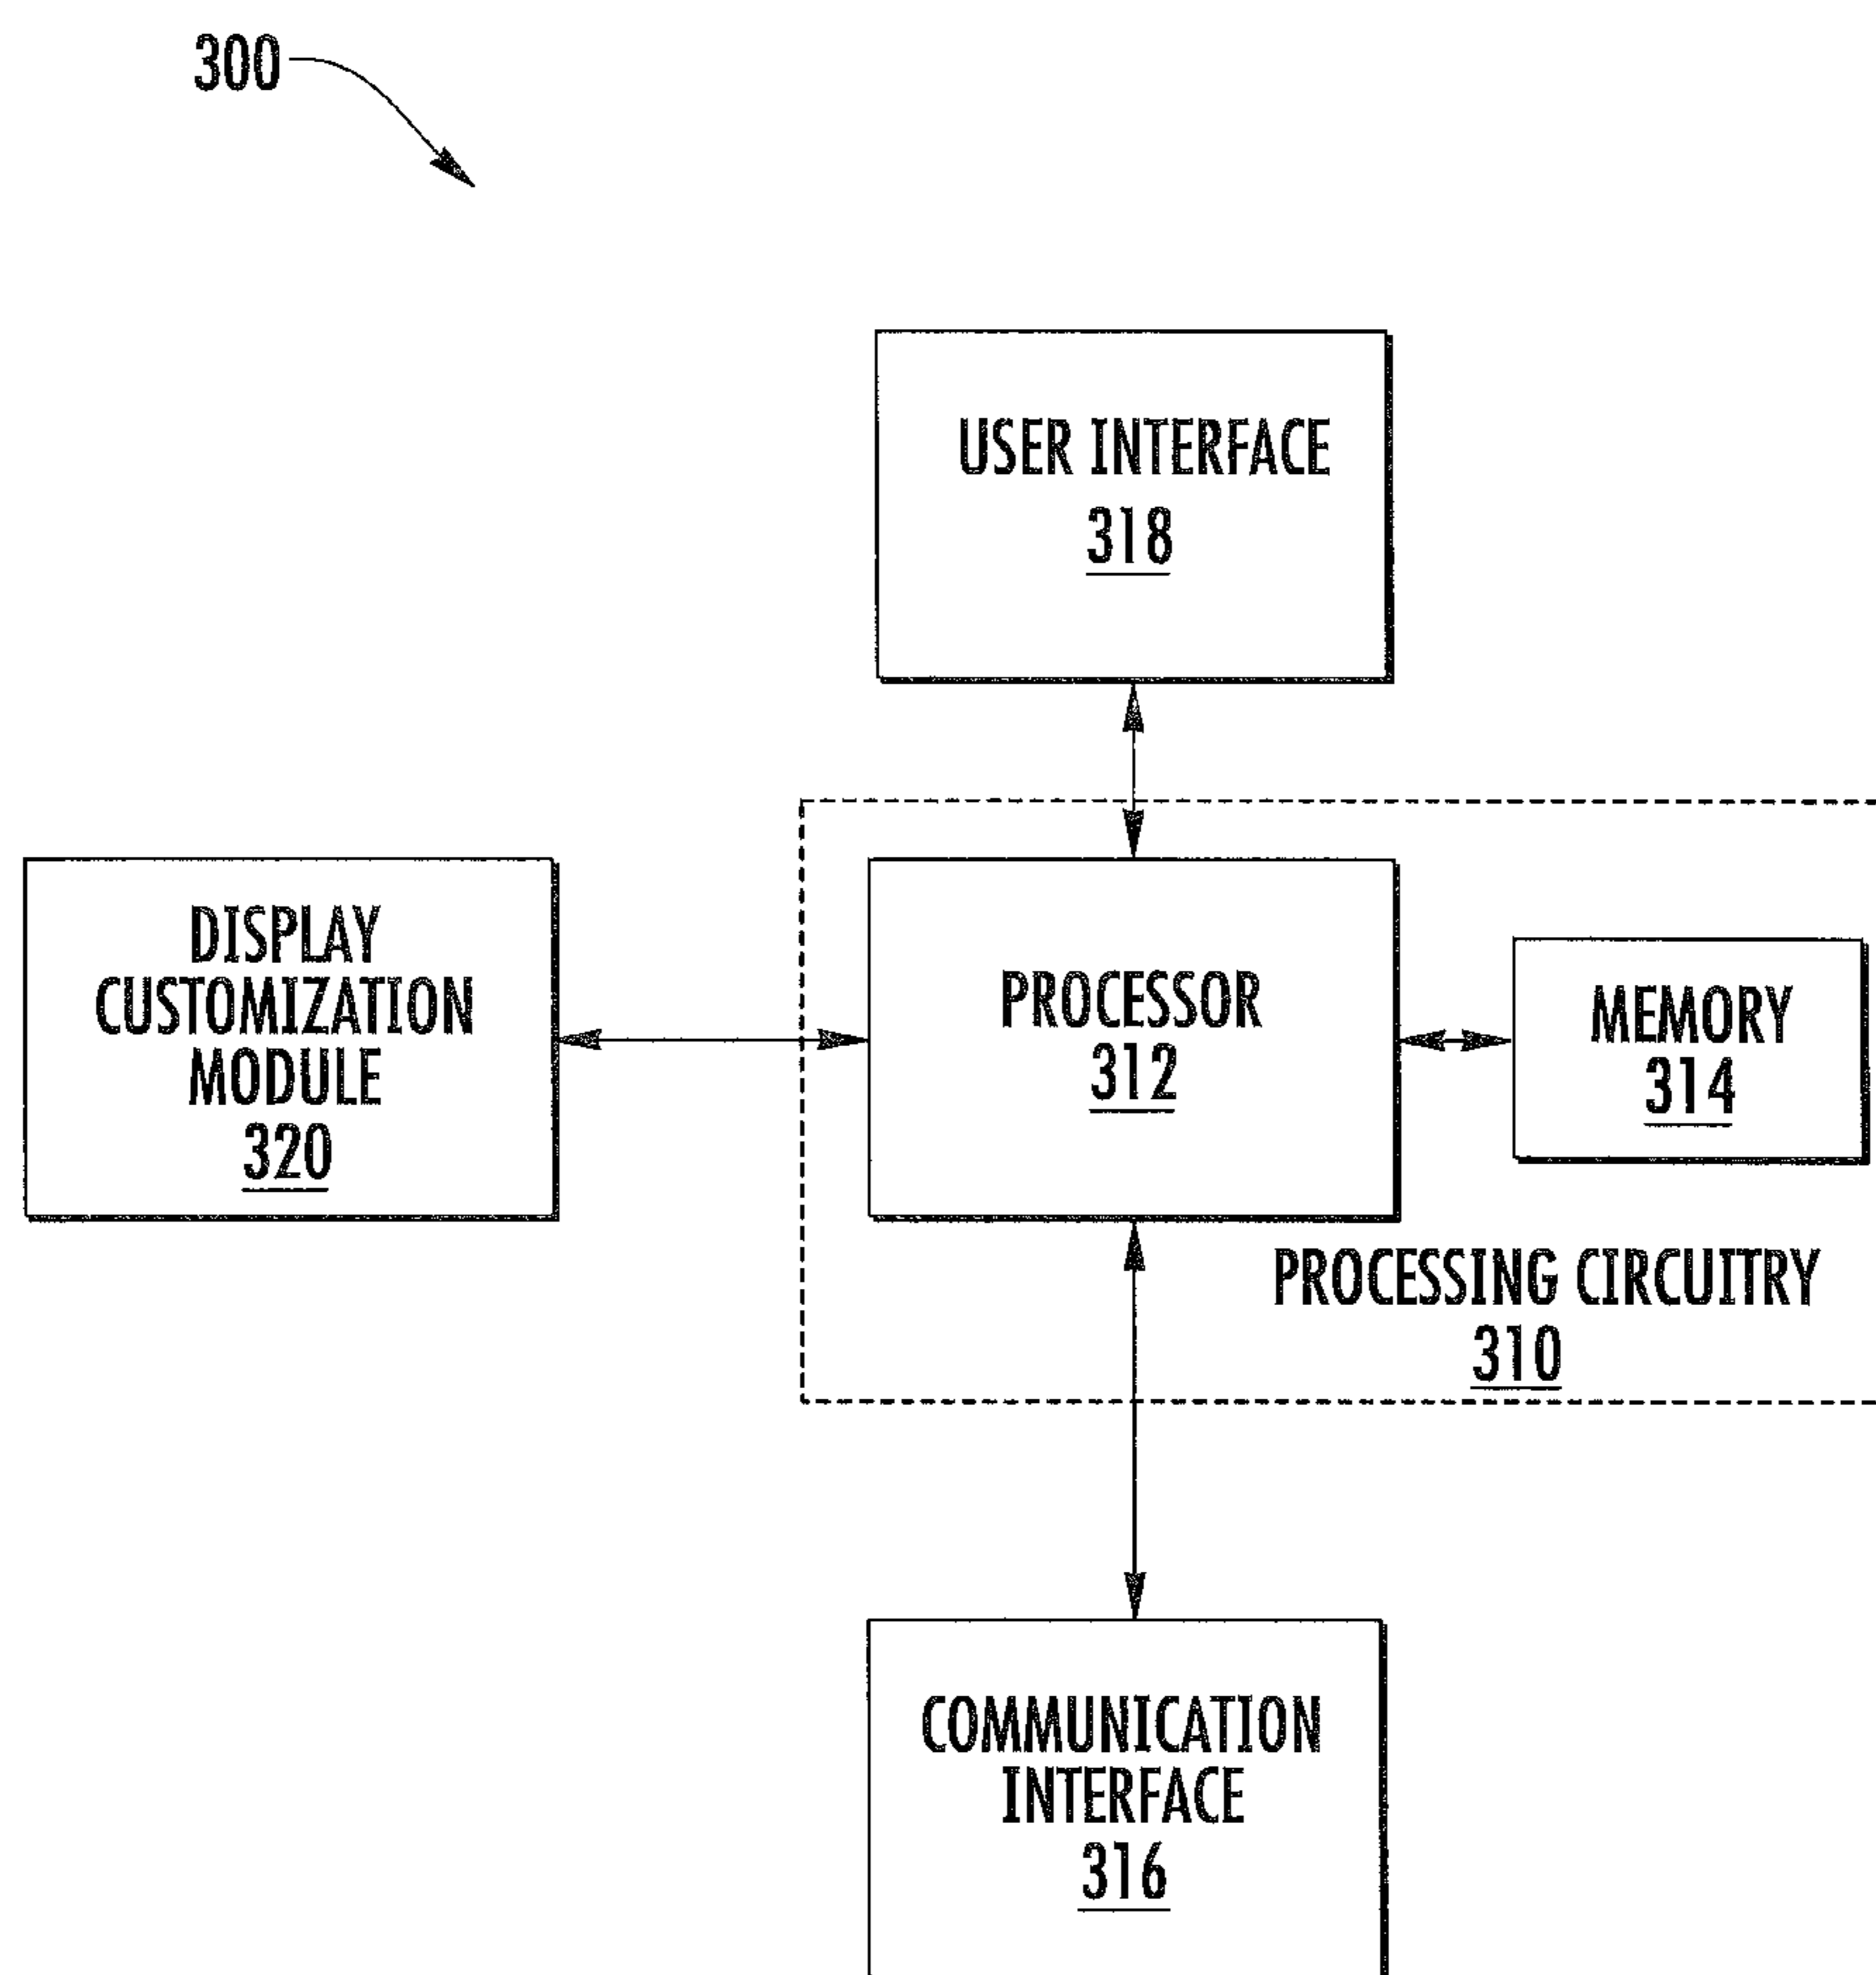 300
USER INTERFACE
318
DISPLAY
CUSTOMIZATION
MODULE
320
PROCESSOR
312
MEMORY
314
PROCESSING CIRCUITRY
310
COMMUNICATION
INTERFACE
316